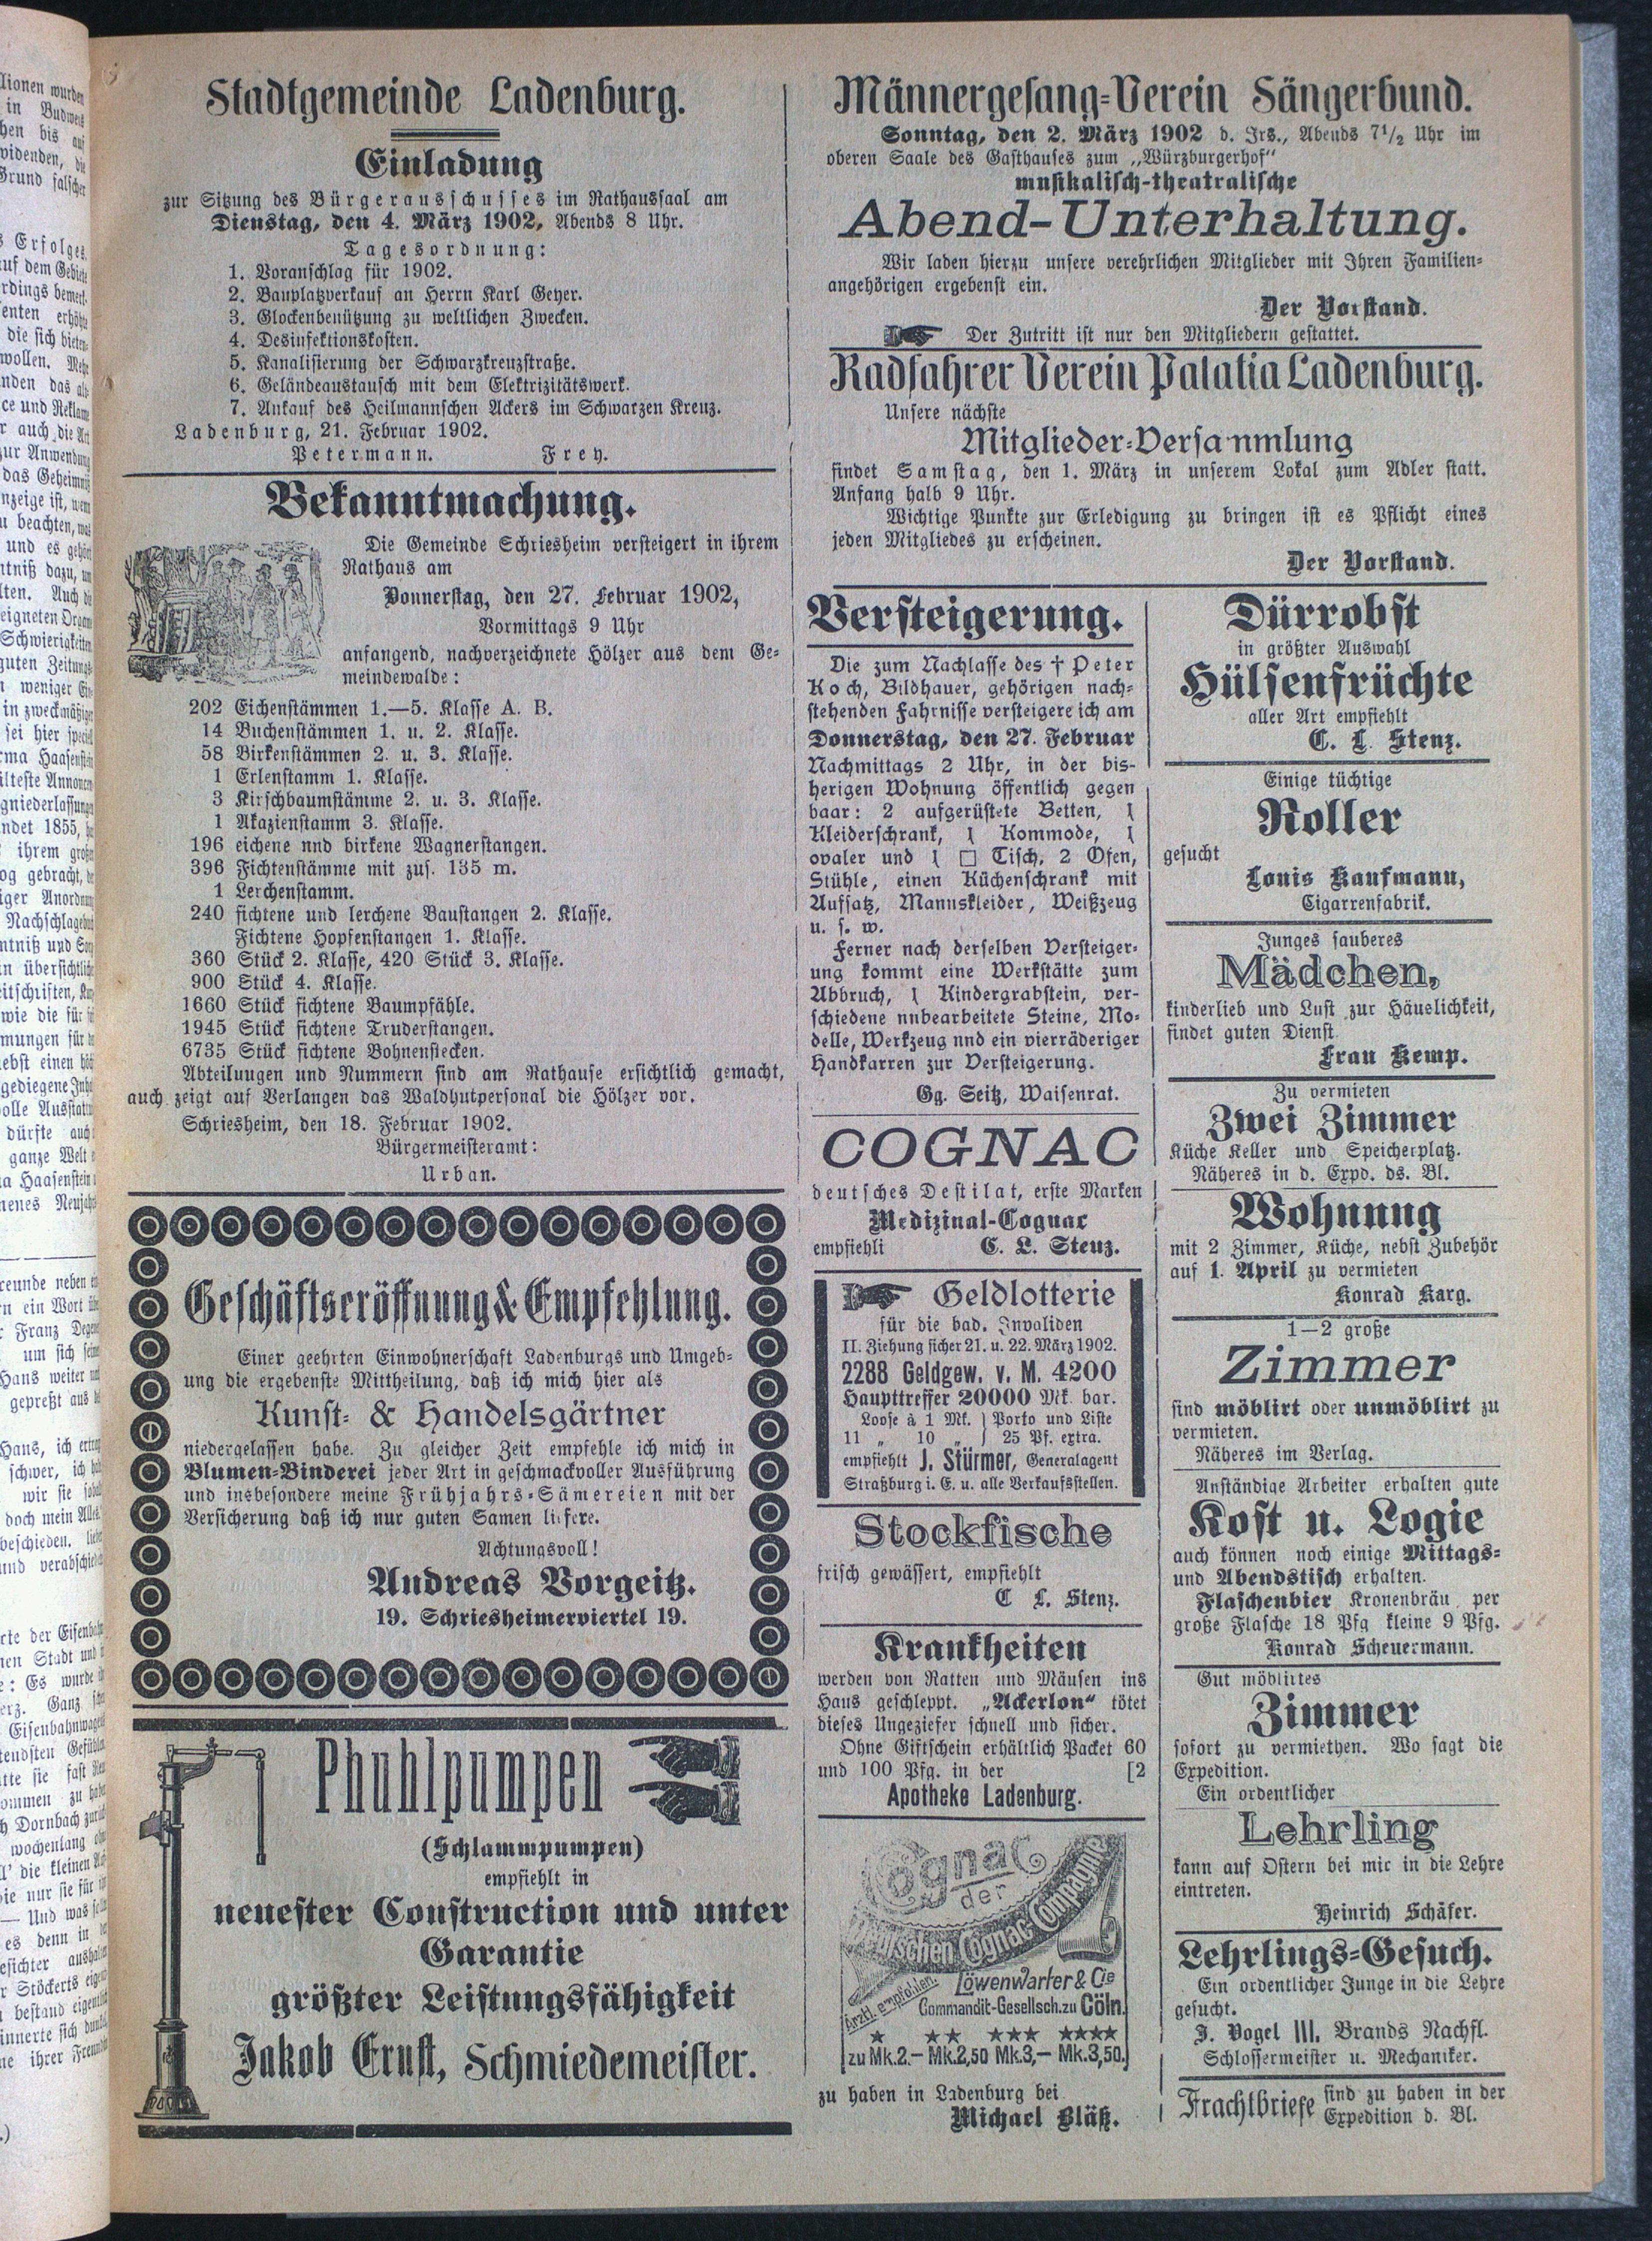 Stadtgemeinde Ladenburg.
Einladung
zur Sitzung des Bürgerausschusses im Rathaussaal am
Dienstag, den 4. März 1902, Abends 8 Uhr.
Tagesordnung:
1. Voranschlag für 1902.
2. Bauplatzverkauf an Herrn Karl Geyer.
3. Glockenbenützung zu weltlichen Zwecken.
4. Desinfektionskosten.
5. Kanalisierung der Schwarzkreuzstraße.
6. Geländeaustausch mit dem Elektrizitätswerk.
7. Ankauf des Heilmannschen Ackers im Schwarzen Kreuz.
Ladenburg, 21. Februar 1902.
Petermann. Frey.
Bekanntmachung.
Die Gemeinde Schriesheim versteigert in ihrem
Rathaus am
Donnerstag, den 27. Februar 1902,
Vormittags 9 Uhr
anfangend, nachverzeichnete Hölzer aus dem Ge-
meindewalde:
202 Eichenstämmen 1.—5. Klasse A. B.
14 Buchenstämmen 1. u. 2. Klasse.
58 Birkenstämmen 2. u. 3. Klasse.
1 Erlenstamm 1. Klasse.
3 Kirschbaumstämme 2. u. 3. Klasse.
1 Akazienstamm 3. Klasse.
196 eichene nnd birkene Wagnerstangen.
396 Fichtenstämme mit zus. 135 m.
1 Lerchenstamm.
240 fichtene und lerchene Baustangen 2. Klasse.
Fichtene Hopfenstangen 1. Klasse.
360 Stück 2. Klasse, 420 Stück 3. Klasse.
900 Stück 4. Klasse.
1660 Stück fichtene Baumpfähle.
1945 Stück fichtene Truderstangen.
6735 Stück fichtene Bohnenstecken.
Abteiluugen und Nummern sind am Rathause ersichtlich gemacht,
auch zeigt auf Verlangen das Waldhutpersonal die Hölzer vor.
Schriesheim, den 18. Februar 1902.
Bürgermeisteramt:
Urban.
Geschäftseröffnung & Empfehlung.
Einer geehrten Einwohnerschaft Ladenburgs und Umgeb-
ung die ergebenste Mittheilung, daß ich mich hier als
Kunst- & Handelsgärtner
niedergelassen habe. Zu gleicher Zeit empfehle ich mich in
Blumen-Binderei jeder Art in geschmackvoller Ausführung
und insbesondere meine Frühjahrs-Sämereien mit der
Versicherung daß ich nur guten Samen liefere.
Achtungsvoll!
Andreas Vorgeitz.
19. Schriesheimerviertel 19.
Phuhlpumpen
(Schlammpumpen)
empfiehlt in
neuester Construction und unter
Garantie
größter Leistungsfähigkeit
Jakob Ernst, Schmiedemeister.
Männergesang-Verein Sängerbund.
Sonntag, den 2. März 1902 d. Jrs., Abends 7 1/2 Uhr im
oberen Saale des Gasthauses zum „Würzburgerhof“
musikalisch-theatralische
Abend-Unterhaltung.
Wir laden hierzu unsere verehrlichen Mitglieder mit Ihren Familien-
angehörigen ergebenst ein.
Der Vorstand.
Der Zutritt ist nur den Mitgliedern gestattet.
Radfahrer Verein Palatia Ladenburg.
Unsere nächste
Mitglieder-Versammlung
findet Samstag, den 1. März in unserem Lokal zum Adler statt.
Anfang halb 9 Uhr.
Wichtige Punkte zur Erledigung zu bringen ist es Pflicht eines
jeden Mitgliedes zu erscheinen.
Der Vorstand.
Versteigerung.
Die zum Nachlasse des † Peter
Koch, Bildhauer, gehörigen nach-
stehenden Fahrnisse versteigere ich am
Donnerstag, den 27. Februar
Nachmittags 2 Uhr, in der bis-
herigen Wohnung öffentlich gegen
baar: 2 aufgerüstete Betten, 1
Kleiderschrank, 1 Kommode, 1
ovaler und 1 □ Tisch, 2 Öfen,
Stühle, einen Küchenschrank mit
Aufsatz, Mannskleider, Weißzeug
u. s. w.
Ferner nach derselben Versteiger-
ung kommt eine Werkstätte zum
Abbruch, 1 Kindergrabstein, ver-
schiedene nnbearbeitete Steine, Mo-
delle, Werkzeug nnd ein vierräderiger
Handkarren zur Versteigerung.
Gg. Seitz, Waisenrat.
COGNAC
deutsches Destilat, erste Marken
Medizinal-Cognac
empfiehli C. L. Stenz.
Geldlotterie
für die bad. Invaliden
II. Ziehung sicher 21. u. 22. März 1902.
2288 Geldgew. v. M. 4200
Haupttreffer 20000 Mk. bar.
Loose à 1 Mk. } Porto und Liste
11 „ 10 „ } 25 Pf. extra.
empfiehlt J. Stürmer, Generalagent
Straßburg i. E. u. alle Verkaufsstellen.
Stockfische
frisch gewässert, empfiehlt
C L. Stenz.
Krankheiten
werden von Ratten und Mäusen ins
Haus geschleppt. „Ackerlon“ tötet
dieses Ungeziefer schnell und sicher.
Ohne Giftschein erhältlich Packet 60
und 100 Pfg. in der [2
Apotheke Ladenburg.
Cognac
der
Deutschen Cognac-Compagnie
Löwenwarter & Cie
Commandit-Gesellsch. zu Cöln.
Ärztl. empfohlen.
★ ★★ ★★★ ★★★★
zu Mk. 2.— Mk. 2,50 Mk. 3,— Mk. 3,50.
zu haben in Ladenburg bei
Michael Bläß.
Dürrobst
in größter Auswahl
Hülsenfrüchte
aller Art empfiehlt
C. L. Stenz.
Einige tüchtige
Roller
gesucht
Louis Kaufmann,
Cigarrenfabrik.
Junges sauberes
Mädchen,
kinderlieb und Lust zur Häuslichkeit,
findet guten Dienst
Frau Kemp.
Zu vermieten
Zwei Zimmer
Küche Keller und Speicherplatz.
Näheres in d. Expd. ds. Bl.
Wohnung
mit 2 Zimmer, Küche, nebst Zubehör
auf 1. April zu vermieten
Konrad Karg.
1—2 große
Zimmer
sind möblirt oder unmöblirt zu
vermieten.
Näheres im Verlag.
Anständige Arbeiter erhalten gute
Kost u. Logie
auch können noch einige Mittags-
und Abendstisch erhalten.
Flaschenbier Kronenbräu per
große Flasche 18 Pfg kleine 9 Pfg.
Konrad Scheuermann.
Gut möblirtes
Zimmer
sofort zu vermiethen. Wo sagt die
Expedition.
Ein ordentlicher
Lehrling
kann auf Ostern bei mir in die Lehre
eintreten.
Heinrich Schäfer.
Lehrlings-Gesuch.
Ein ordentlicher Junge in die Lehre
gesucht.
J. Vogel III. Brands Nachfl.
Schlossermeister u. Mechaniker.
Frachtbriefe sind zu haben in der
Expedition d. Bl.